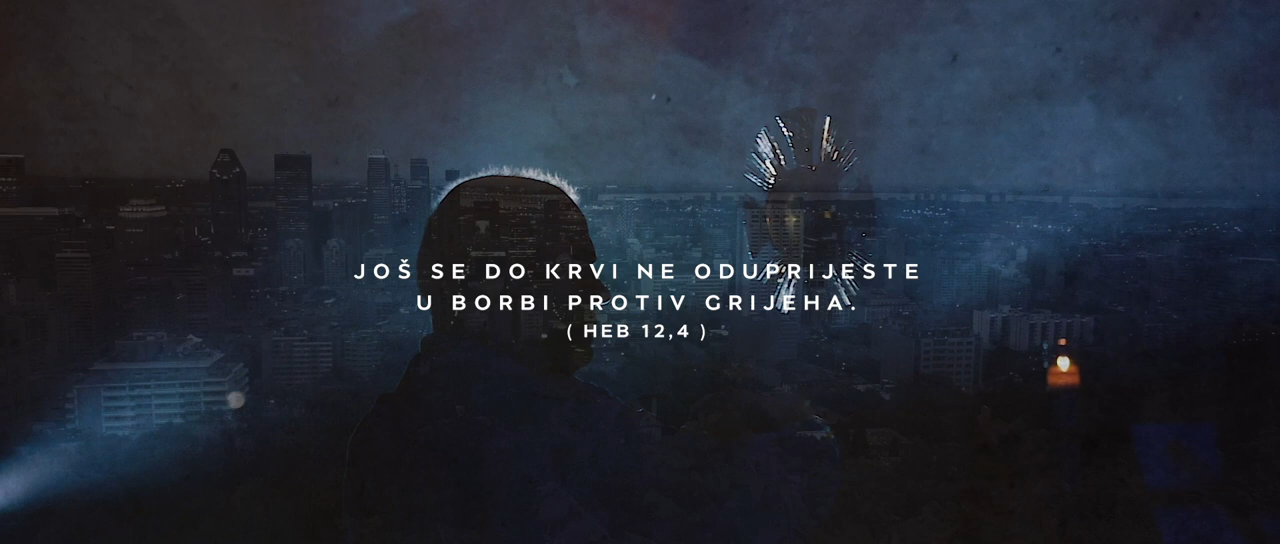 JOŠ SE DO KRVI NE ODUPRIJESTE
U BORBI PROTIV GRIJEHA.
( HEB 12,4 )